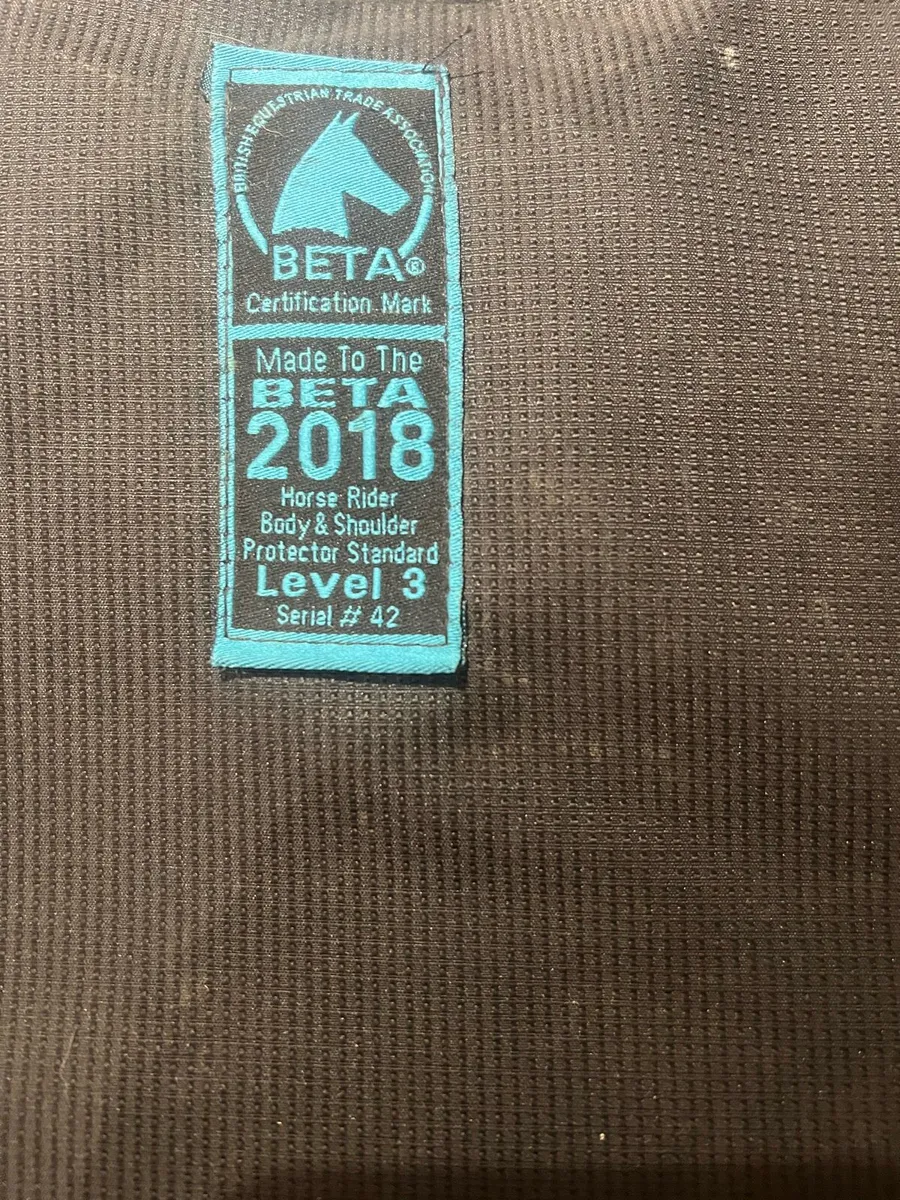 BRITISH EQUESTRIAN TRADE ASSOCIATION
BETA®
Certification Mark
Made To The
BETA
2018
Horse Rider
Body & Shoulder
Protector Standard
Level 3
Serial # 42